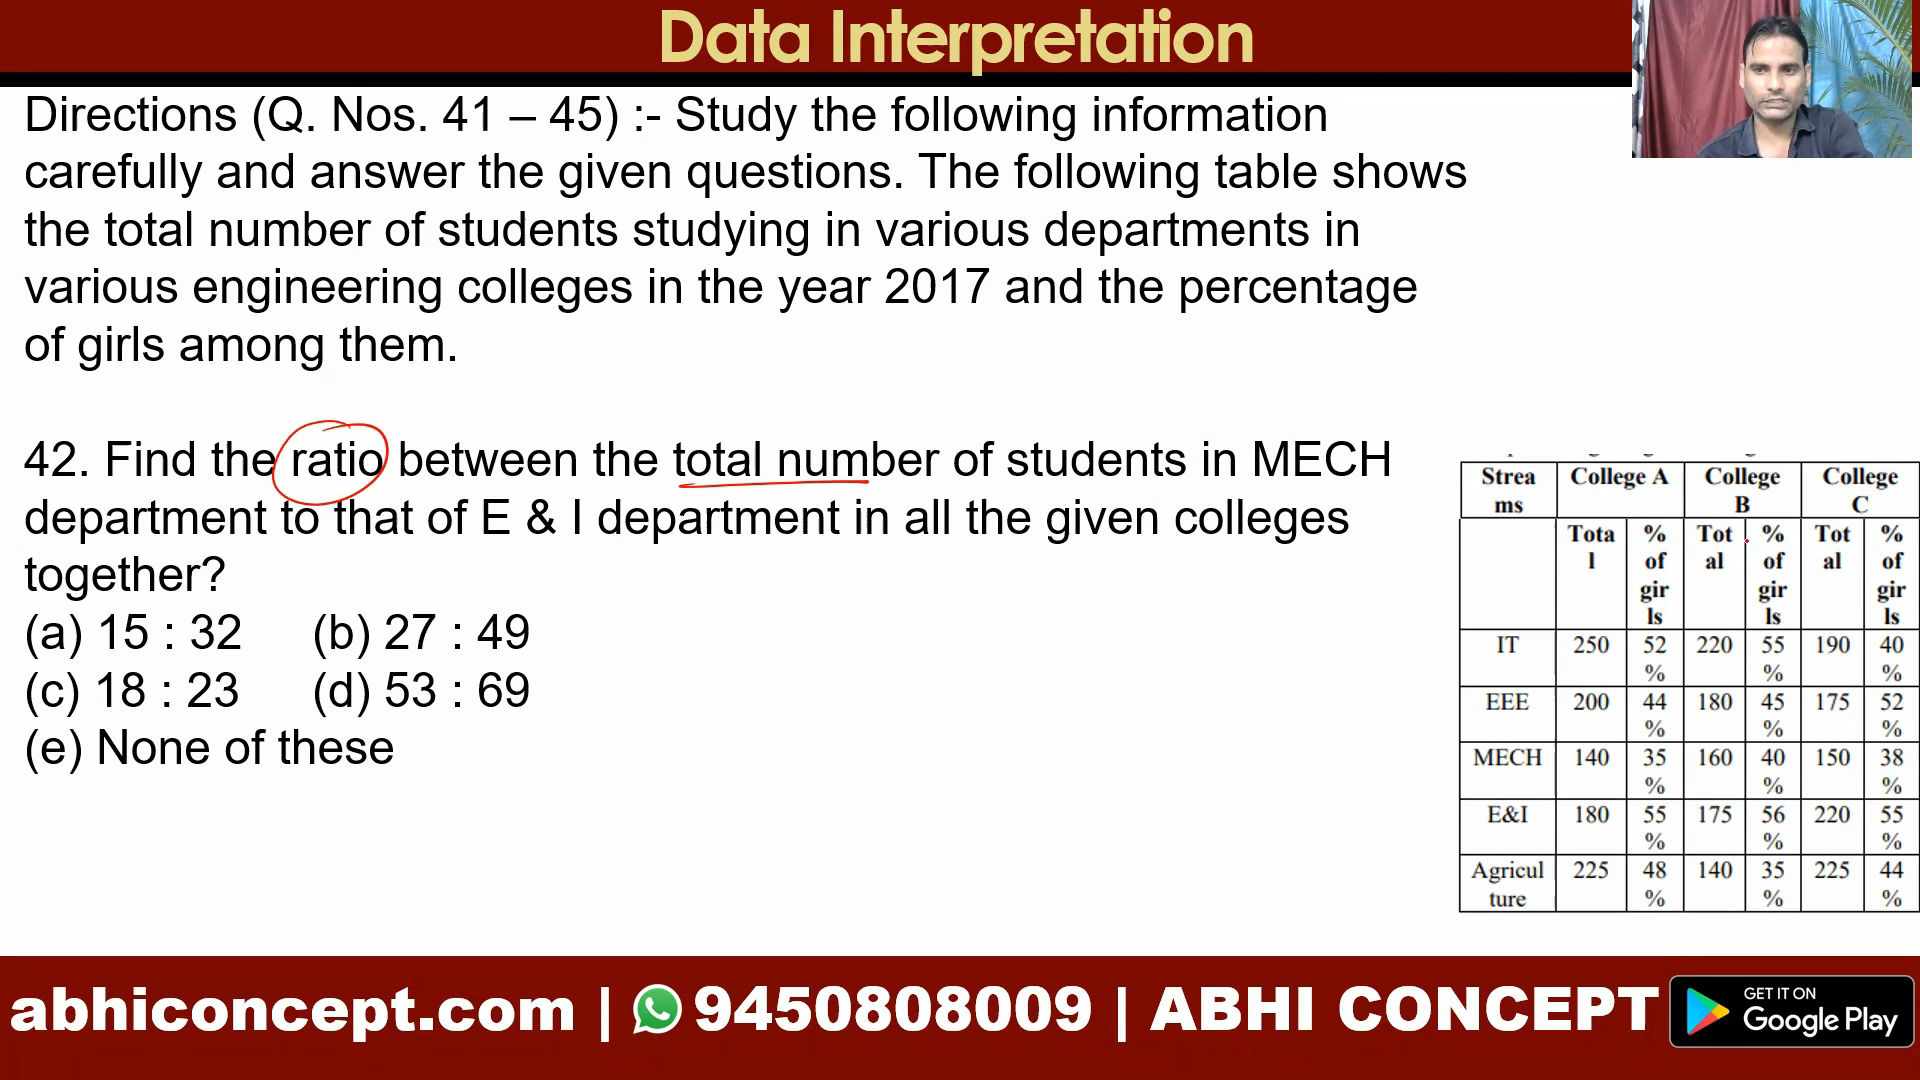 Data Interpretation
Directions (Q. Nos. 41 – 45) :- Study the following information
carefully and answer the given questions. The following table shows
the total number of students studying in various departments in
various engineering colleges in the year 2017 and the percentage
of girls among them.
42. Find the ratio between the total number of students in MECH
department to that of E & I department in all the given colleges
together?
(a) 15 : 32 (b) 27 : 49
(c) 18 : 23 (d) 53 : 69
(e) None of these
Strea College A College College
ms B C
Tota % Tot % Tot %
l of al of al of
gir gir gir
ls ls ls
IT 250 52 220 55 190 40
% % %
EEE 200 44 180 45 175 52
% % %
MECH 140 35 160 40 150 38
% % %
E&I 180 55 175 56 220 55
% % %
Agricul 225 48 140 35 225 44
ture % % %
abhiconcept.com | 9450808009 | ABHI CONCEPT
GET IT ON
Google Play